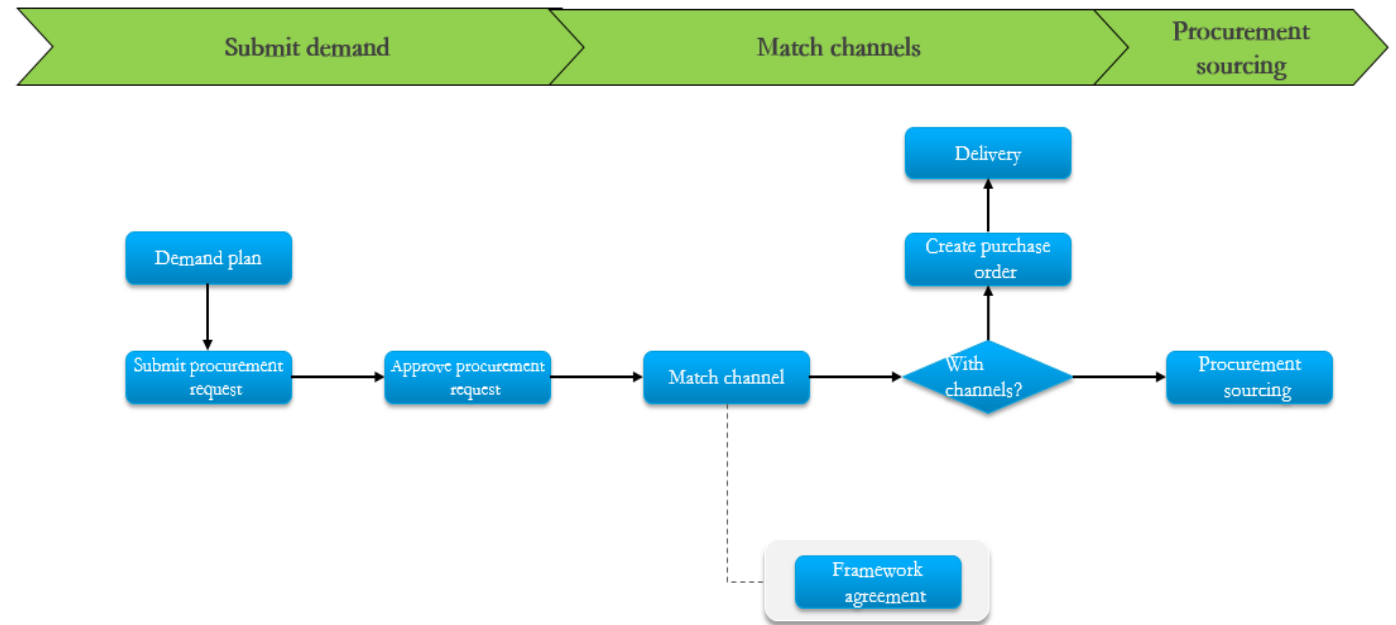 Submit demand
Match channels
Procurement
sourcing
Delivery
Demand plan
Create purchase
order
Submit procurement
request
Approve procurement
request
Match channel
With
channels?
Procurement
sourcing
Framework
agreement